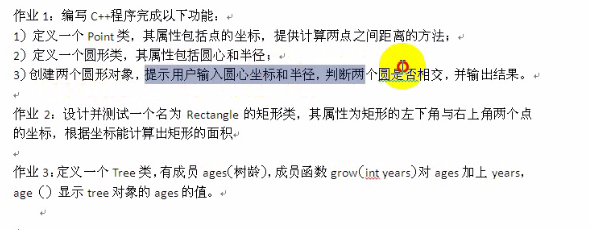 作业 1：编写 C++程序完成以下功能：
1）定义一个 Point 类，其属性包括点的坐标，提供计算两点之间距离的方法；
2）定义一个圆形类，其属性包括圆心和半径；
3）创建两个圆形对象，提示用户输入圆心坐标和半径，判断两个圆是否相交，并输出结果。
作业 2：设计并测试一个名为 Rectangle 的矩形类，其属性为矩形的左下角与右上角两个点
的坐标，根据坐标能计算出矩形的面积
作业 3：定义一个 Tree 类，有成员 ages(树龄)，成员函数 grow(int years)对 ages 加上 years，
age（）显示 tree 对象的 ages 的值。